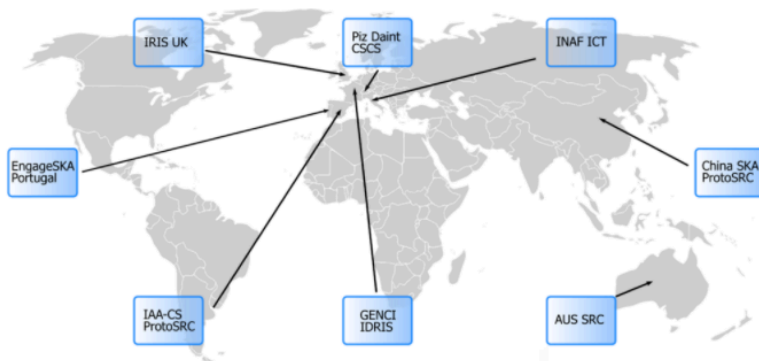 IRIS UK
Piz Daint
CSCS
INAF ICT
EngageSKA
Portugal
China SKA
ProtoSRC
IAA-CS
ProtoSRC
GENCI
IDRIS
AUS SRC